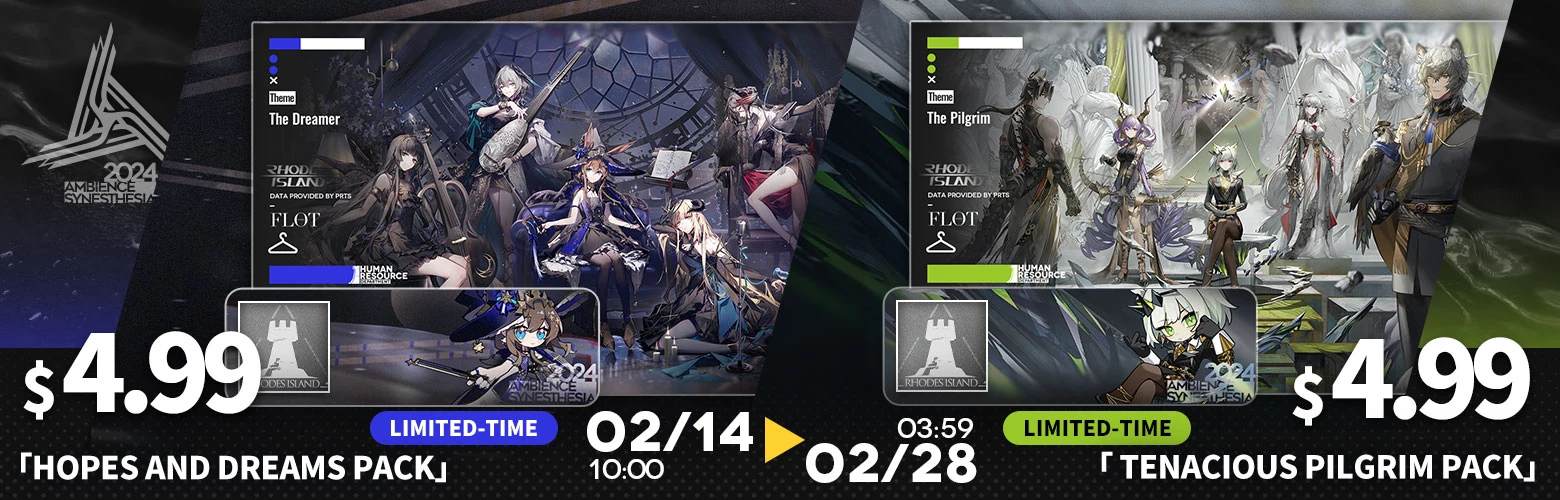 2024
AMBIENCE
SYNESTHESIA
Theme
The Dreamer
RHODES
ISLAND
DATA PROVIDED BY PRTS
FLOT
HUMAN
RESOURCE
DEPARTMENT
RHODES ISLAND
2024
AMBIENCE
SYNESTHESIA
$4.99
LIMITED-TIME
「HOPES AND DREAMS PACK」
02/14
10:00
03:59
02/28
Theme
The Pilgrim
RHODES
ISLAND
DATA PROVIDED BY PRTS
FLOT
HUMAN
RESOURCE
DEPARTMENT
RHODES ISLAND
2024
AMBIENCE
SYNESTHESIA
$4.99
LIMITED-TIME
「TENACIOUS PILGRIM PACK」